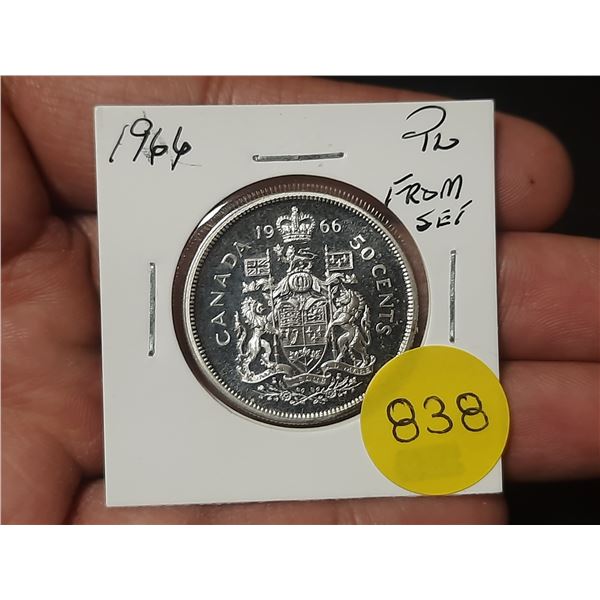 1966
PL
FROM
SET
19 66
CANADA
50 CENTS
838